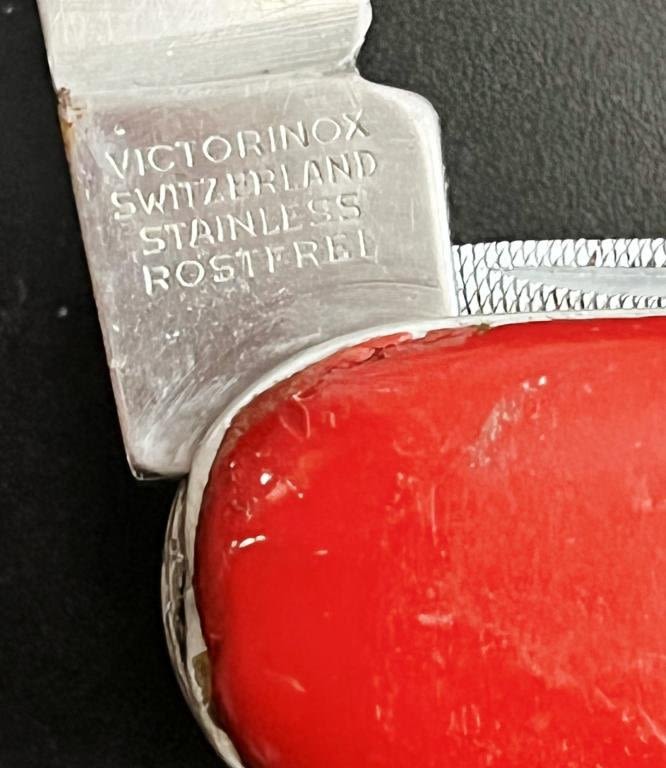 VICTORINOX
SWITZERLAND
STAINLESS
ROSTFREI